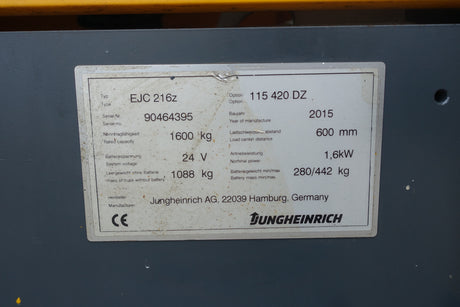 Typ
Type
EJC 216z
Option
Option
115 420 DZ
Serien Nr.
Serial no.
90464395
Baujahr
Year of manufacture
2015
Nenntragfähigkeit
Rated capacity
1600 kg
Lastschwerpunktabstand
Load center distance
600 mm
Batteriespannung
System voltage
24 V
Antriebsleistung
Nominal power
1,6kW
Leergewicht ohne Batterie
mass of truck without battery
1088 kg
Batteriegewicht min/max
Battery mass min/max
280/442 kg
Hersteller
Manufacturer
Jungheinrich AG, 22039 Hamburg, Germany
CE
JUNGHEINRICH